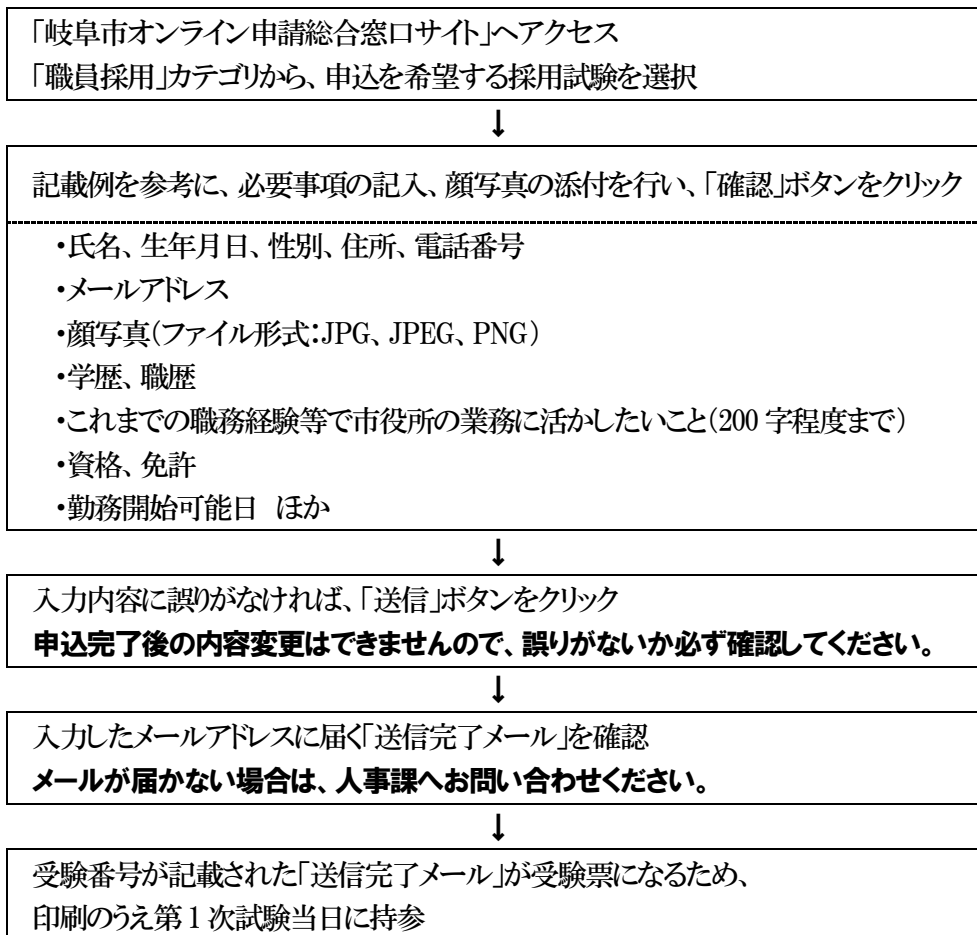 「岐阜市オンライン申請総合窓口サイト」へアクセス
「職員採用」カテゴリから、申込を希望する採用試験を選択
↓
記載例を参考に、必要事項の記入、顔写真の添付を行い、「確認」ボタンをクリック
・氏名、生年月日、性別、住所、電話番号
・メールアドレス
・顔写真(ファイル形式:JPG、JPEG、PNG)
・学歴、職歴
・これまでの職務経験等で市役所の業務に活かしたいこと(200字程度まで)
・資格、免許
・勤務開始可能日　ほか
↓
入力内容に誤りがなければ、「送信」ボタンをクリック
申込完了後の内容変更はできませんので、誤りがないか必ず確認してください。
↓
入力したメールアドレスに届く「送信完了メール」を確認
メールが届かない場合は、人事課へお問い合わせください。
↓
受験番号が記載された「送信完了メール」が受験票になるため、
印刷のうえ第1次試験当日に持参